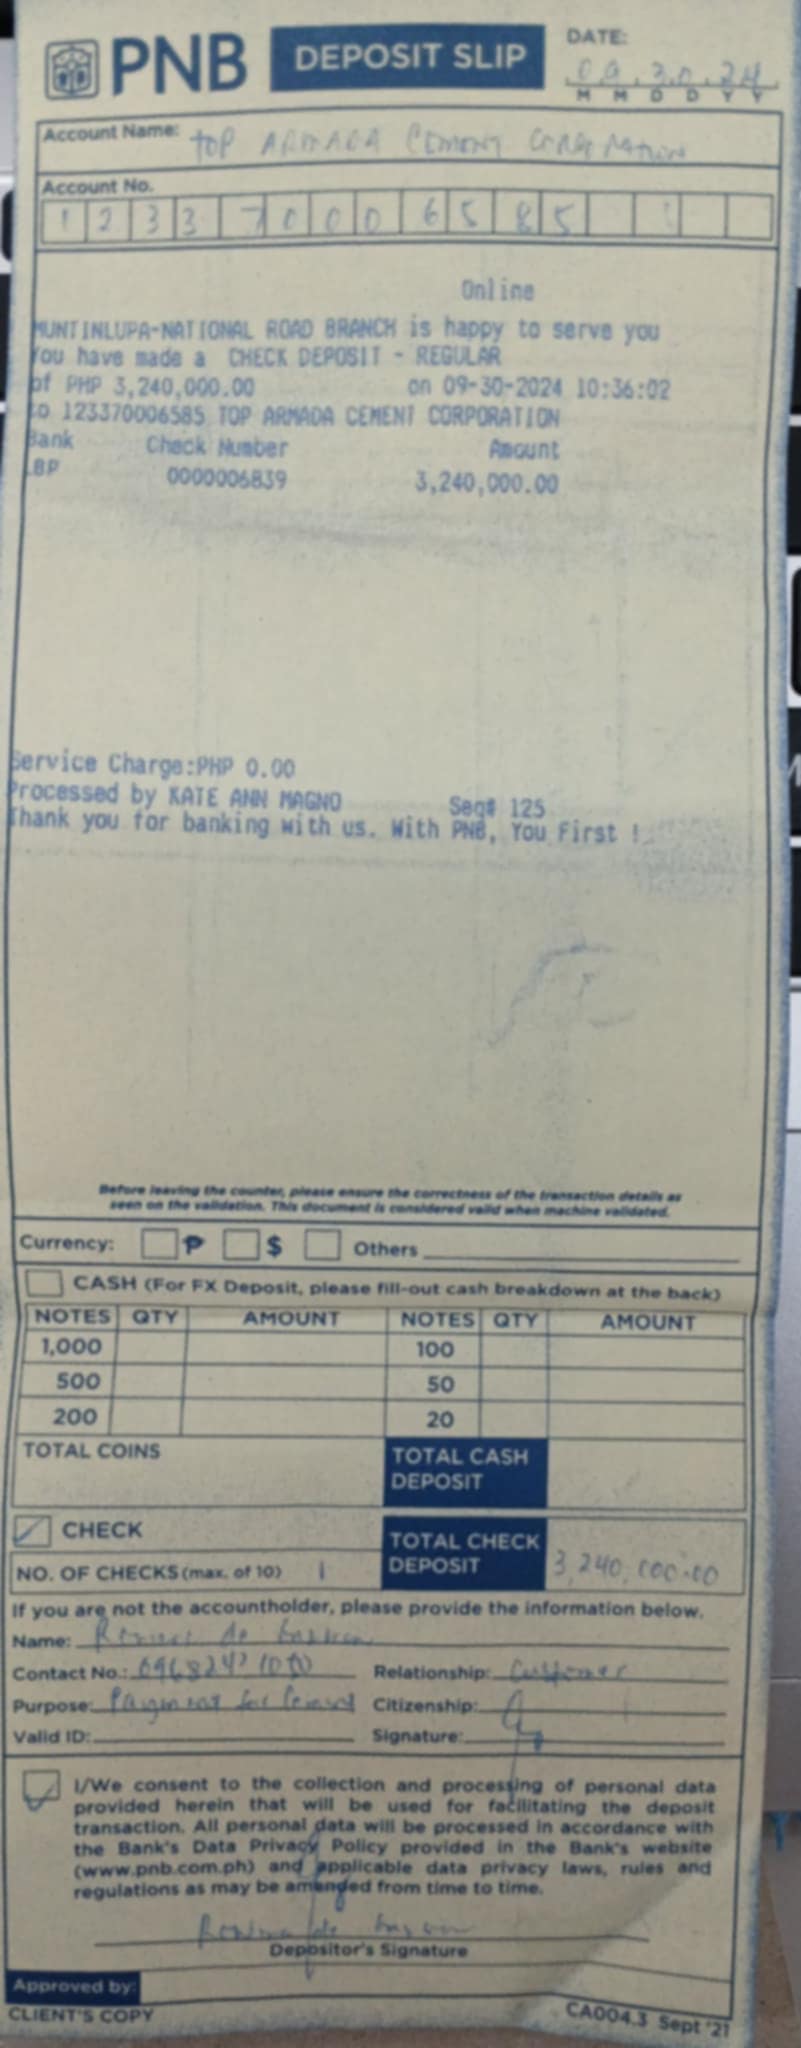 PNB DEPOSIT SLIP
DATE:
09.30.24
M M D D Y Y
Account Name: TOP ARMADA CEMENT CORPORATION
Account No.
1 2 3 3 7 0 0 0 6 5 8 5
Online
MUNTINLUPA-NATIONAL ROAD BRANCH is happy to serve you
You have made a CHECK DEPOSIT - REGULAR
of PHP 3,240,000.00 on 09-30-2024 10:36:02
to 123370006585 TOP ARMADA CEMENT CORPORATION
Bank Check Number Amount
LBP 0000006839 3,240,000.00
Service Charge:PHP 0.00
Processed by KATE ANN MAGNO Seq# 125
Thank you for banking with us. With PNB, You First !
Before leaving the counter, please ensure the correctness of the transaction details as
seen on the validation. This document is considered valid when machine validated.
Currency: ₱ $ Others
CASH (For FX Deposit, please fill-out cash breakdown at the back)
NOTES QTY AMOUNT NOTES QTY AMOUNT
1,000 100
500 50
200 20
TOTAL COINS TOTAL CASH DEPOSIT
CHECK TOTAL CHECK DEPOSIT 3,240,000.00
NO. OF CHECKS (max. of 10) 1
If you are not the accountholder, please provide the information below.
Name: de
Contact No.: Relationship: Customer
Purpose: Payment for Cement Citizenship:
Valid ID: Signature:
I/We consent to the collection and processing of personal data
provided herein that will be used for facilitating the deposit
transaction. All personal data will be processed in accordance with
the Bank's Data Privacy Policy provided in the Bank's website
(www.pnb.com.ph) and applicable data privacy laws, rules and
regulations as may be amended from time to time.
de
Depositor's Signature
Approved by:
CLIENT'S COPY CA004.3 Sept '21